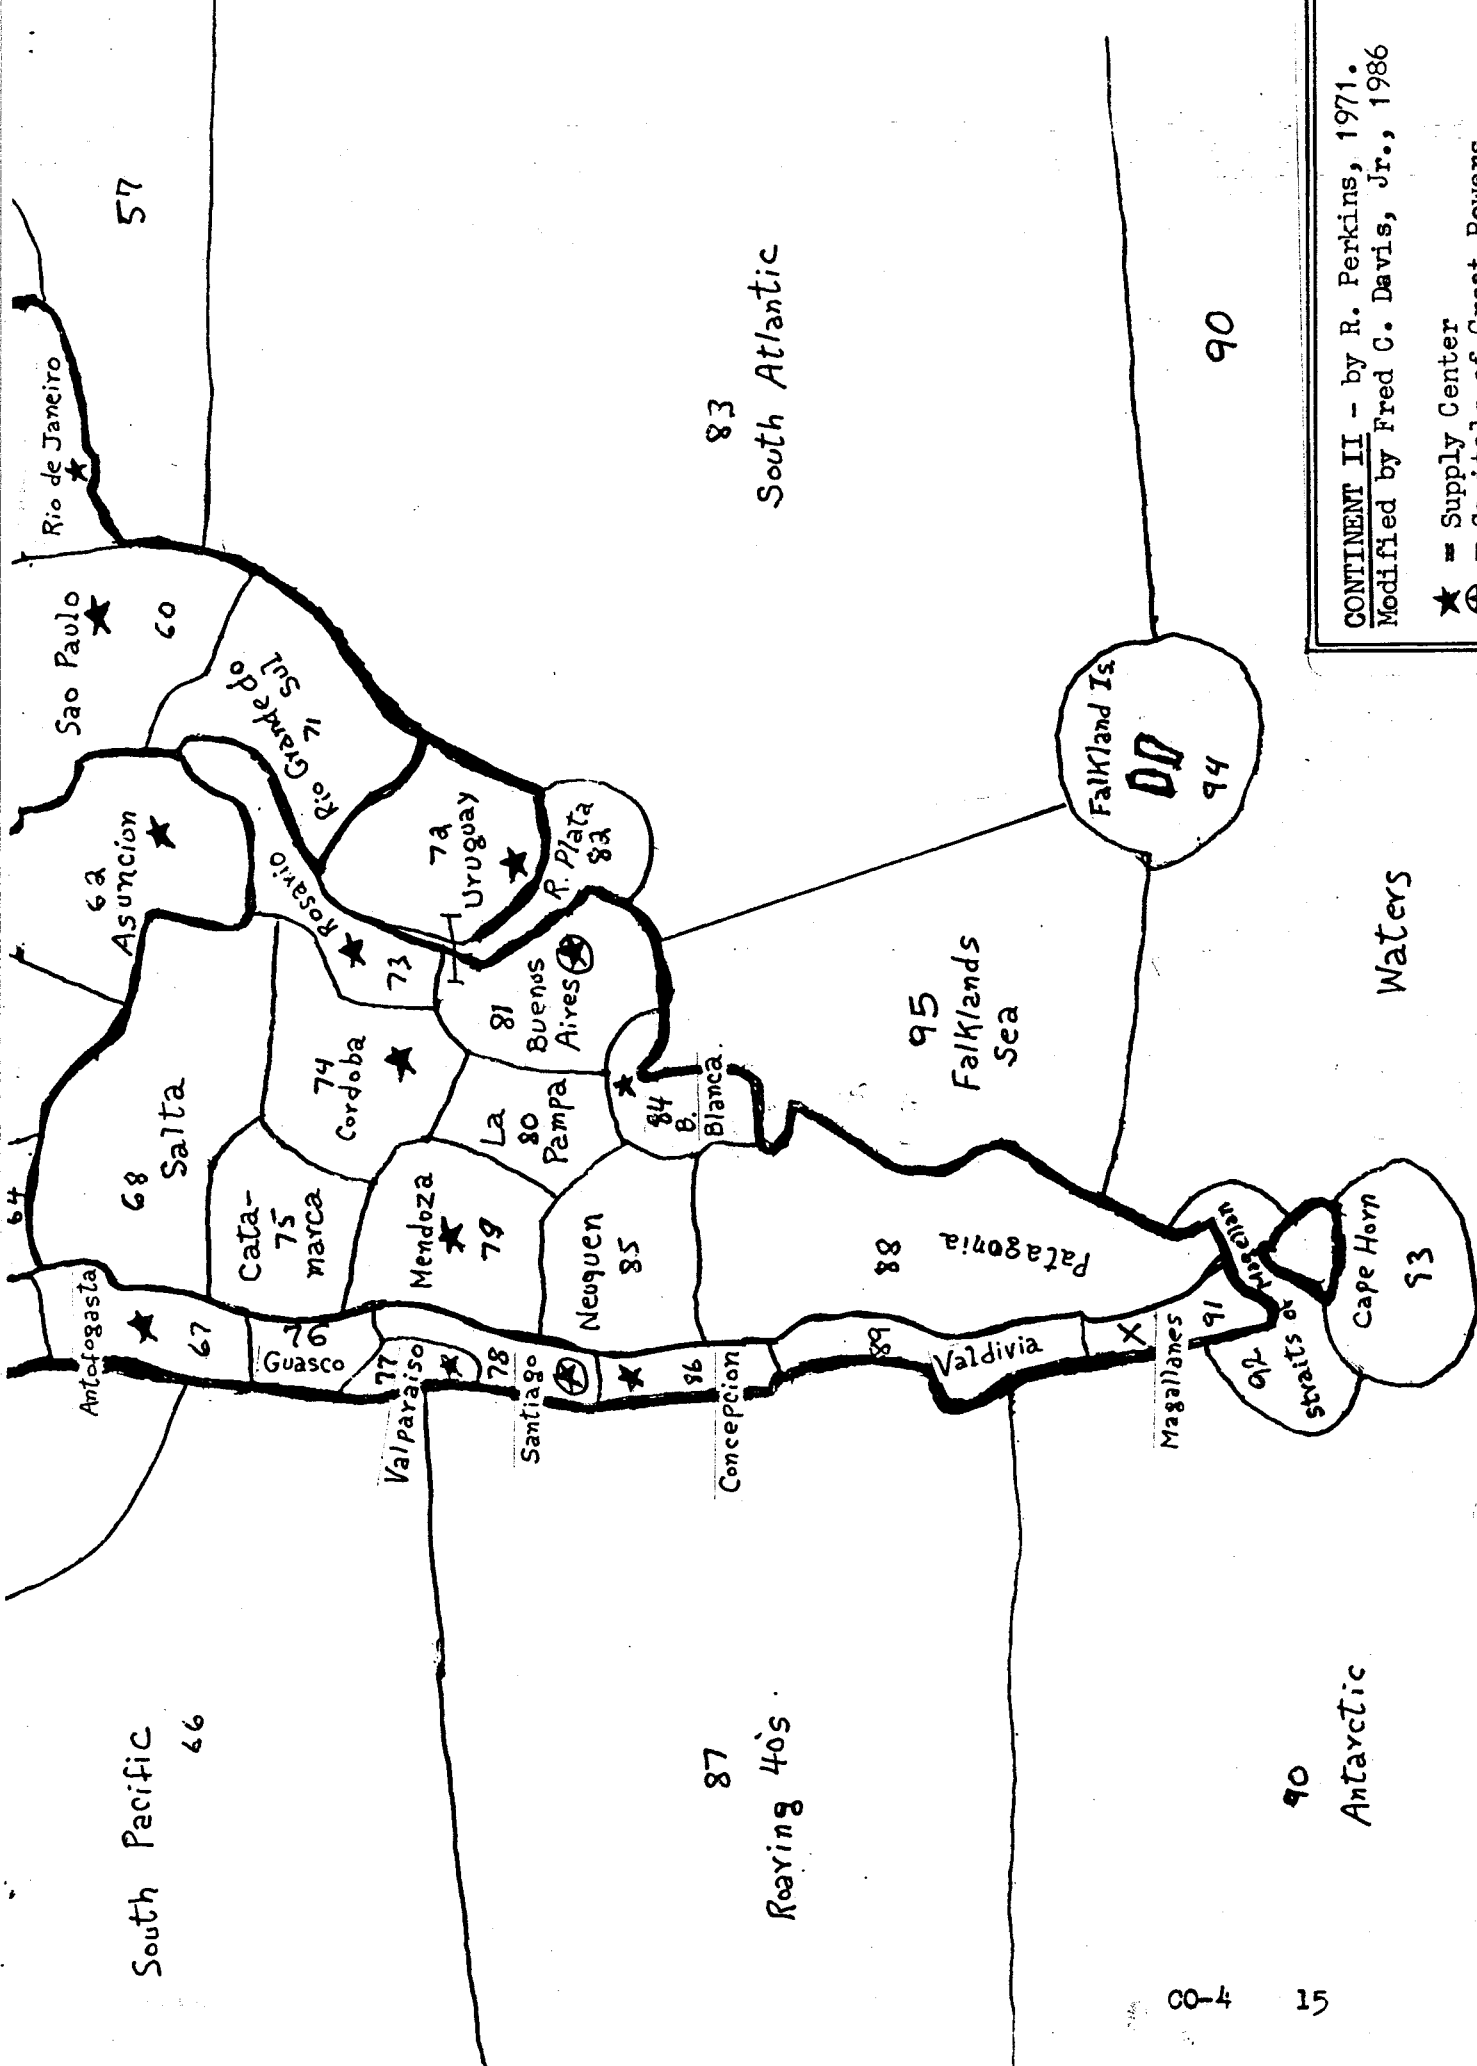 57
Rio de Janeiro
Sao Paulo
60
62
Asuncion
64
68
Salta
Antofogasta
67
South Pacific
66
Rio Grande do
71
Sul
72
Uruguay
R. Plata
82
Rosario
73
74
Cordoba
Cata-
75
marca
76
Guasco
77
Valparaiso
78
Santiago
Mendoza
79
La
80
Pampa
81
Buenos
Aires
84
B.
Blanca.
Neuquen
85
86
Concepcion
83
South Atlantic
87
Roaring 40's
88
Patagonia
89
Valdivia
X
Magallanes
91
92
Straits of
Magellan
Cape Horn
93
Falkland Is.
94
95
Falklands
Sea
90
90
Antarctic
Waters
CONTINENT II - by R. Perkins, 1971.
Modified by Fred C. Davis, Jr., 1986
★ = Supply Center
CO-4 15